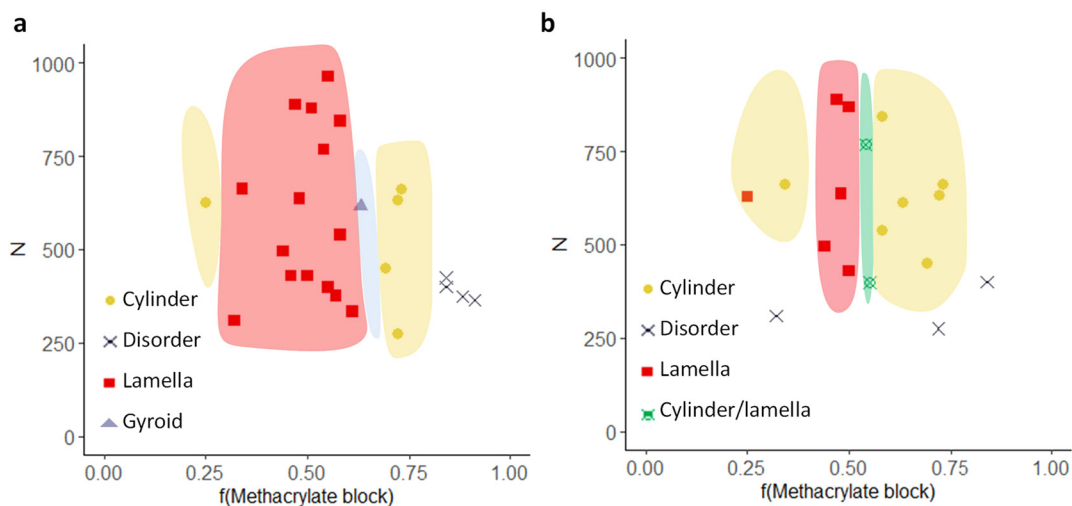 a
1000
750
500
250
0
N
Cylinder
Disorder
Lamella
Gyroid
0.00 0.25 0.50 0.75 1.00
f(Methacrylate block)
b
1000
750
500
250
0
N
Cylinder
Disorder
Lamella
Cylinder/lamella
0.00 0.25 0.50 0.75 1.00
f(Methacrylate block)